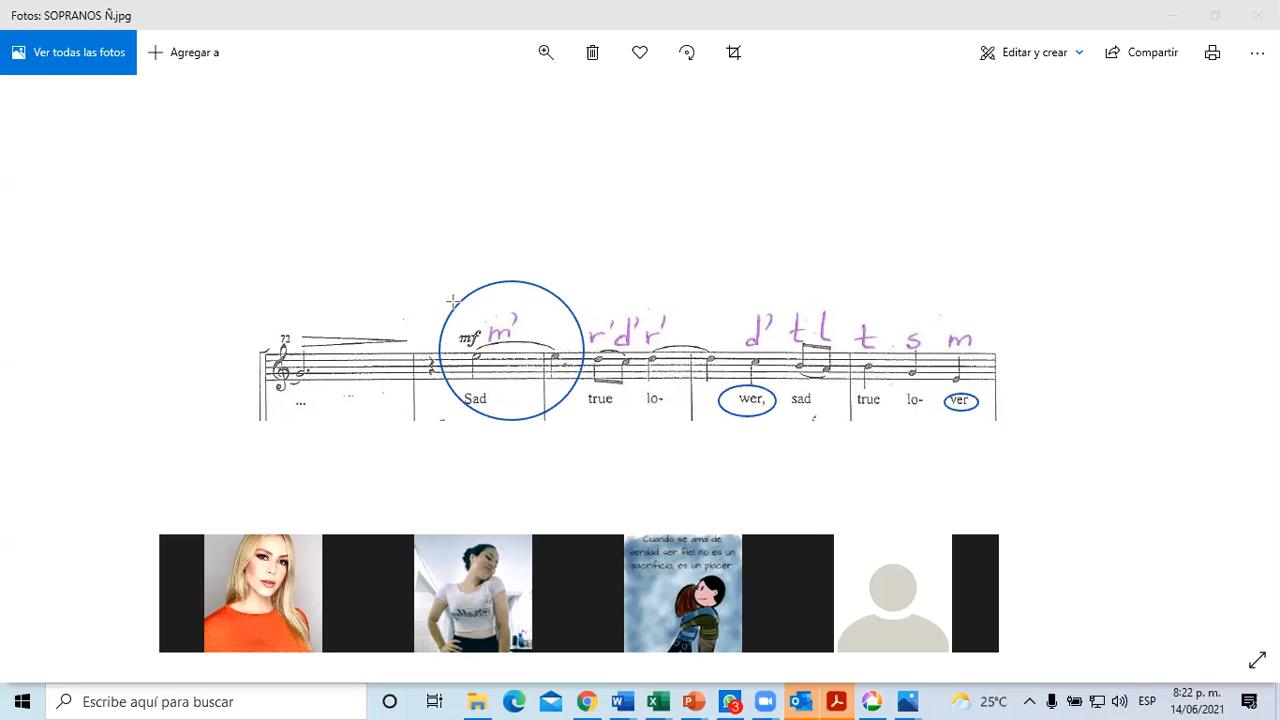 Fotos: SOPRANOS Ñ.jpg
Ver todas las fotos
Agregar a
Editar y crear
Compartir
mf m' r' d' r' d' t l t s m
72
... Sad true lo- wer, sad true lo- ver
Cuando se ama de
verdad ser fiel no es un
sacrificio, es un placer.
Escribe aquí para buscar
3
25°C
ESP
8:22 p. m.
14/06/2021